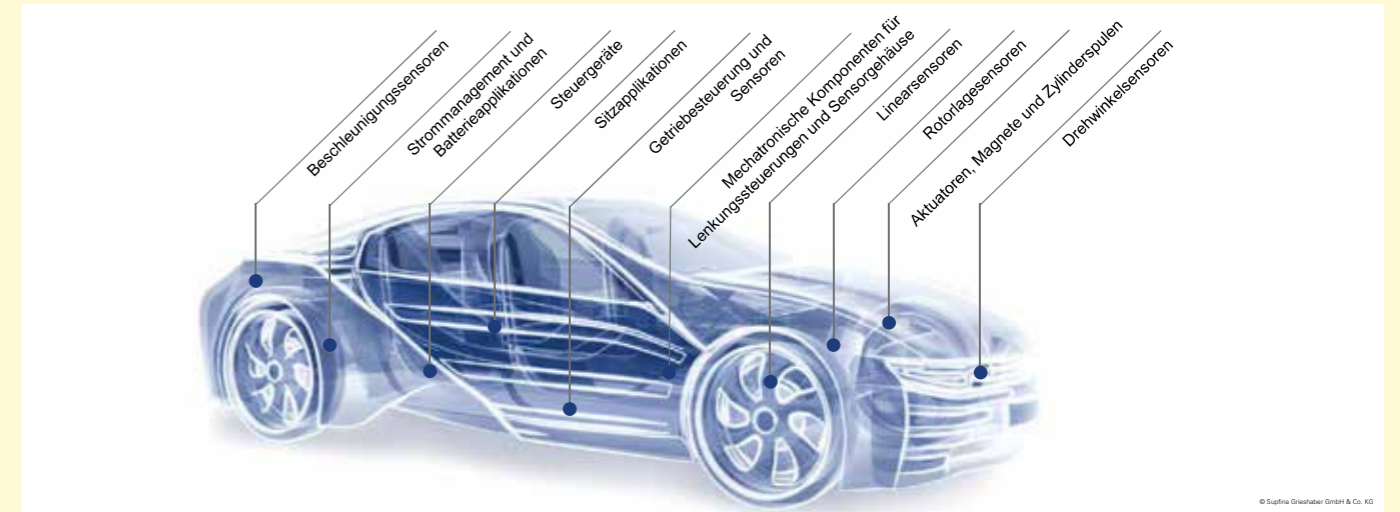 Beschleunigungssensoren
Strommanagement und
Batterieapplikationen
Steuergeräte
Sitzapplikationen
Getriebesteuerung und
Sensoren
Mechatronische Komponenten für
Lenkungssteuerungen und Sensorgehäuse
Linearsensoren
Rotorlagesensoren
Aktuatoren, Magnete und Zylinderspulen
Drehwinkelsensoren
© Supfina Grieshaber GmbH & Co. KG